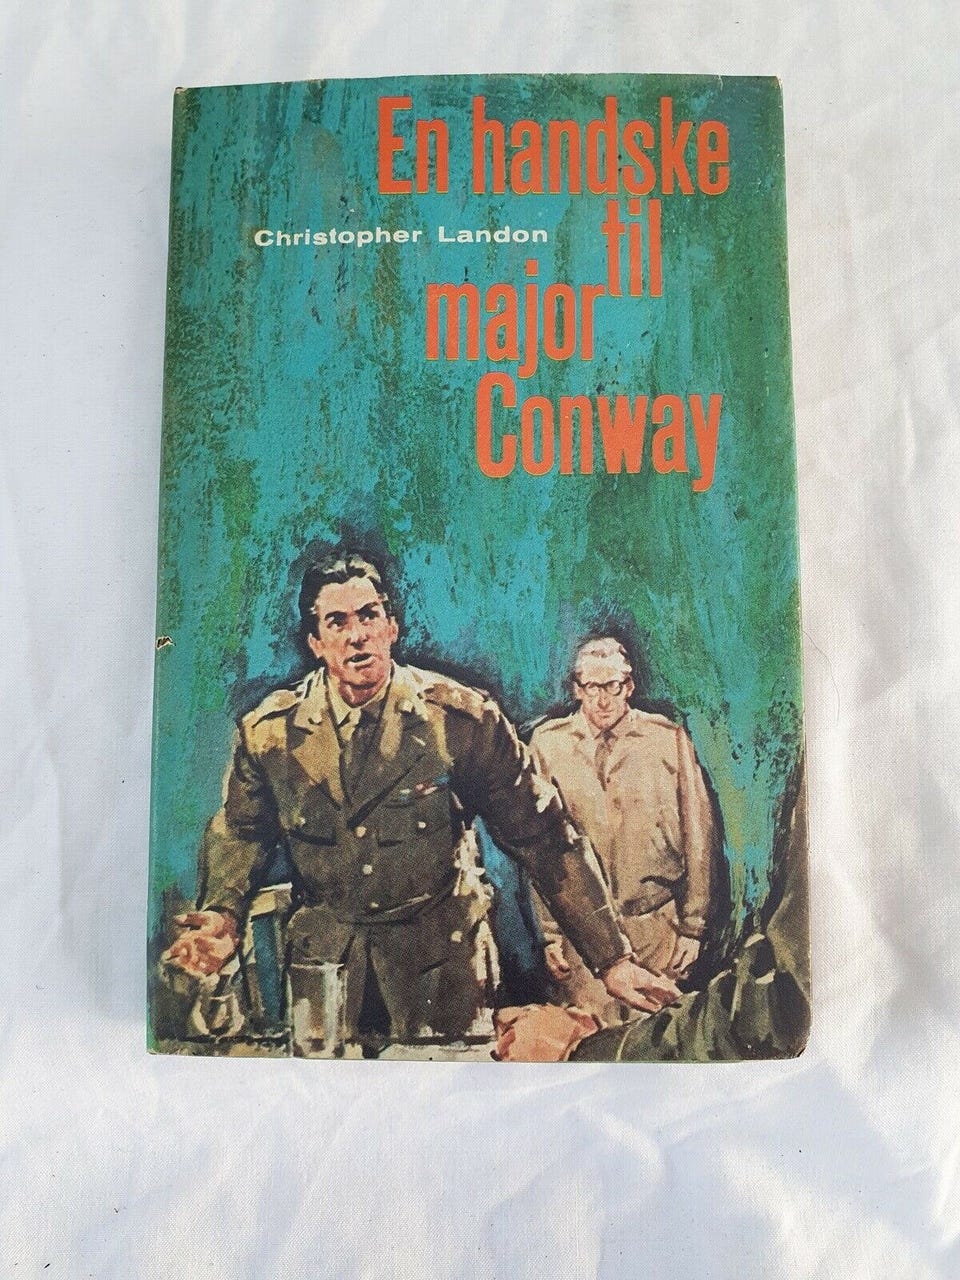 En handske
til
Christopher Landon
major
Conway